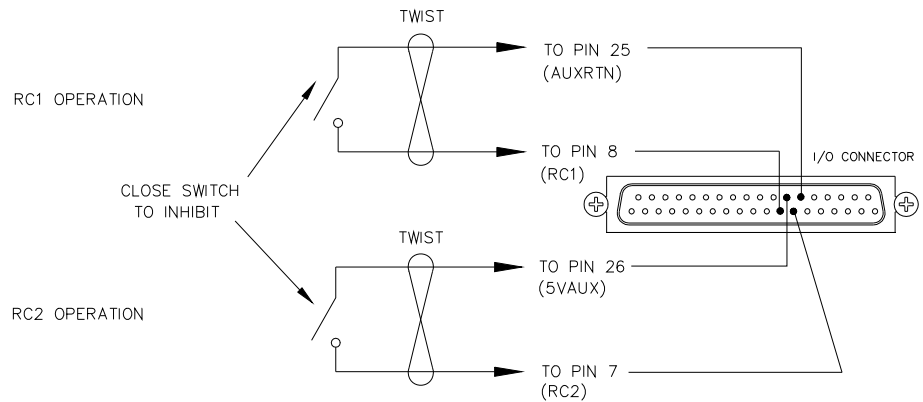 TWIST
TO PIN 25
(AUXRTN)
RC1 OPERATION
TO PIN 8
(RC1)
I/O CONNECTOR
CLOSE SWITCH
TO INHIBIT
TWIST
TO PIN 26
(5VAUX)
RC2 OPERATION
TO PIN 7
(RC2)